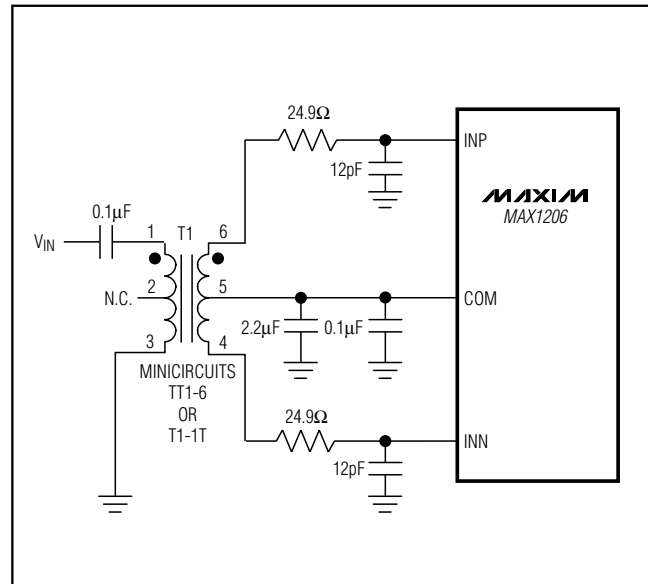 24.9Ω
INP
12pF
MAXIM
MAX1206
0.1μF
1
T1
6
VIN
2
5
N.C.
COM
2.2μF
0.1μF
3
4
MINICIRCUITS
TT1-6
OR
T1-1T
24.9Ω
INN
12pF